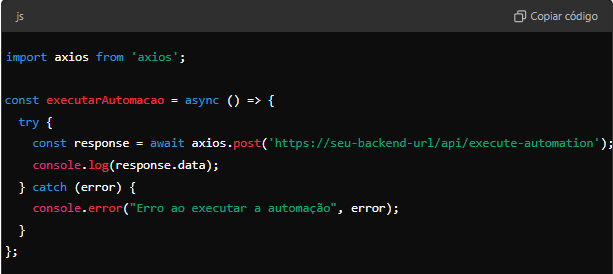 js
Copiar código
import axios from 'axios';
const executarAutomacao = async () => {
  try {
    const response = await axios.post('https://seu-backend-url/api/execute-automation');
    console.log(response.data);
  } catch (error) {
    console.error("Erro ao executar a automação", error);
  }
};